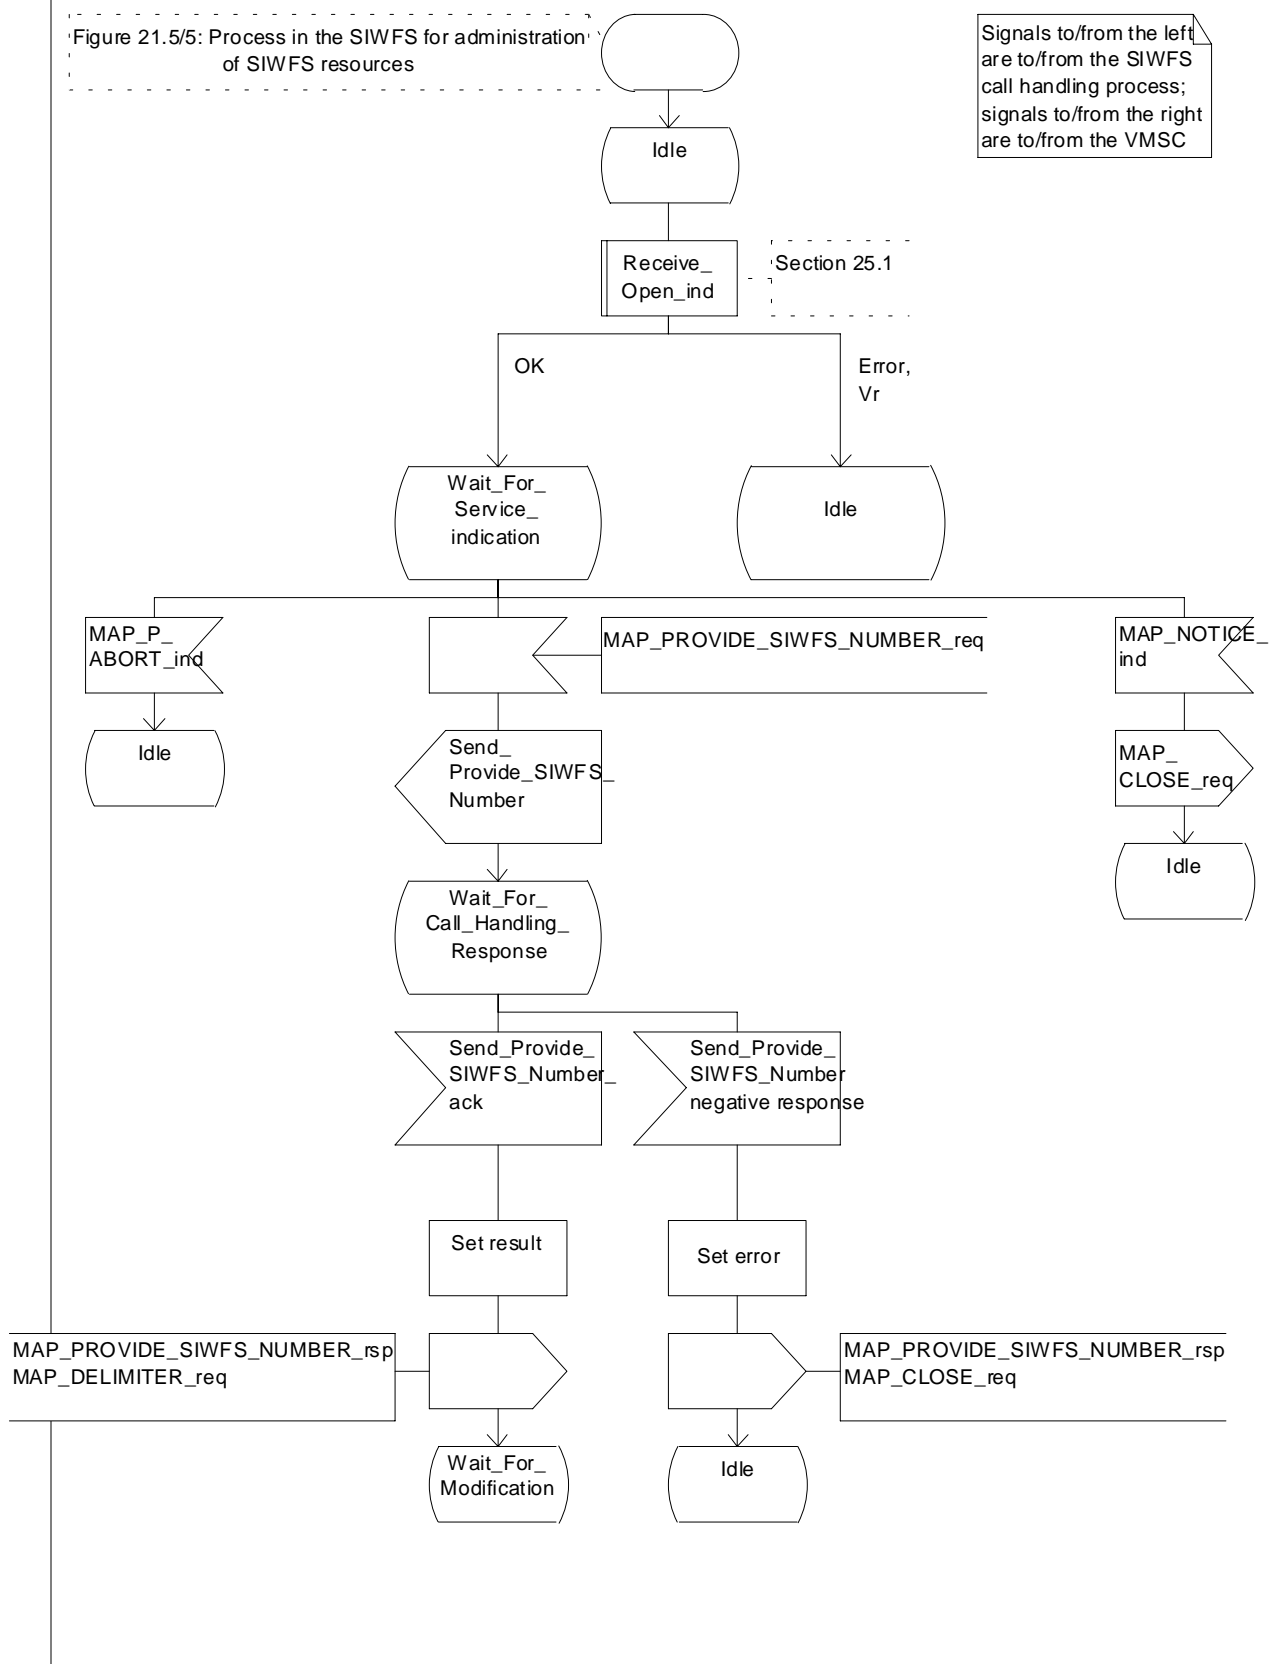 Figure 21.5/5: Process in the SIWFS for administration
of SIWFS resources
Signals to/from the left
are to/from the SIWFS
call handling process;
signals to/from the right
are to/from the VMSC
Idle
Receive_
Open_ind
Section 25.1
OK
Error,
Vr
Wait_For_
Service_
indication
Idle
MAP_P_
ABORT_ind
MAP_PROVIDE_SIWFS_NUMBER_req
MAP_NOTICE_
ind
Idle
Send_
Provide_SIWFS_
Number
MAP_
CLOSE_req
Idle
Wait_For_
Call_Handling_
Response
Send_Provide_
SIWFS_Number_
ack
Send_Provide_
SIWFS_Number
negative response
Set result
Set error
MAP_PROVIDE_SIWFS_NUMBER_rsp
MAP_DELIMITER_req
MAP_PROVIDE_SIWFS_NUMBER_rsp
MAP_CLOSE_req
Wait_For_
Modification
Idle